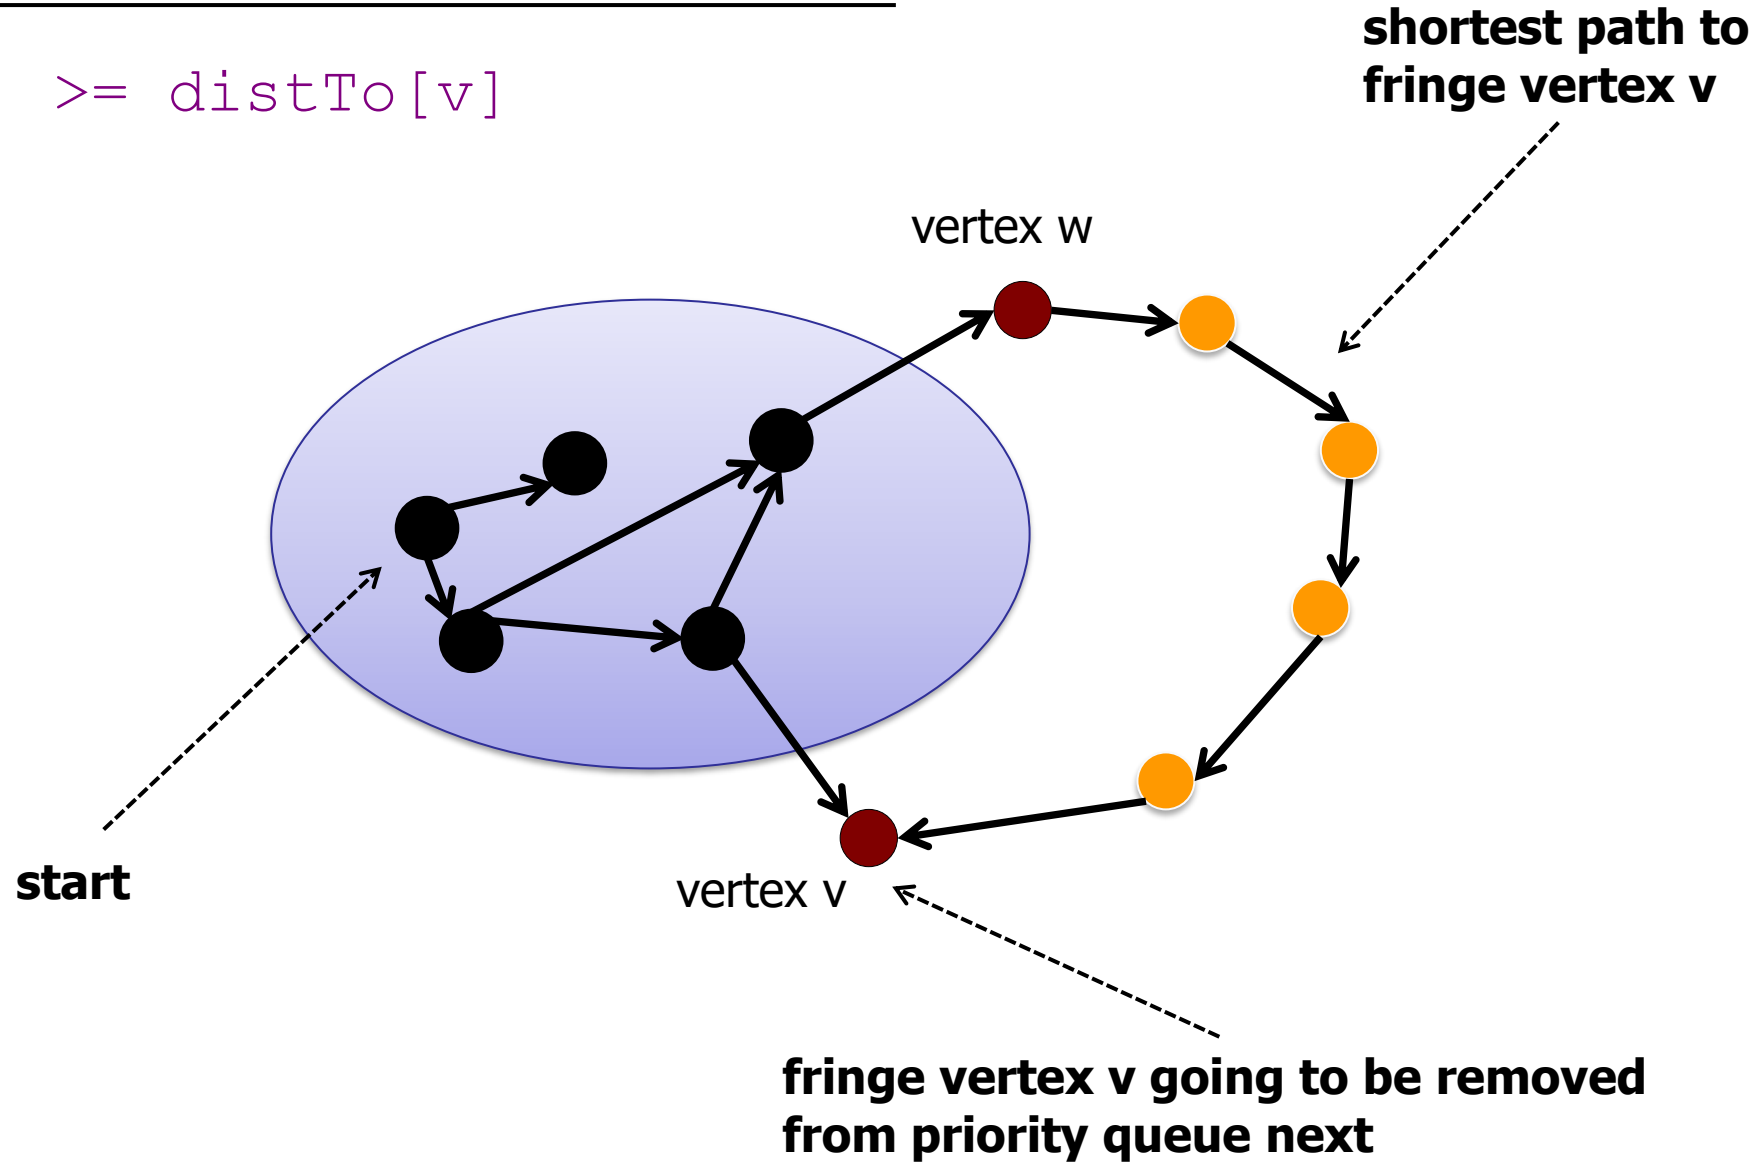 shortest path to
fringe vertex v
>= distTo[v]
vertex w
start
vertex v
fringe vertex v going to be removed
from priority queue next